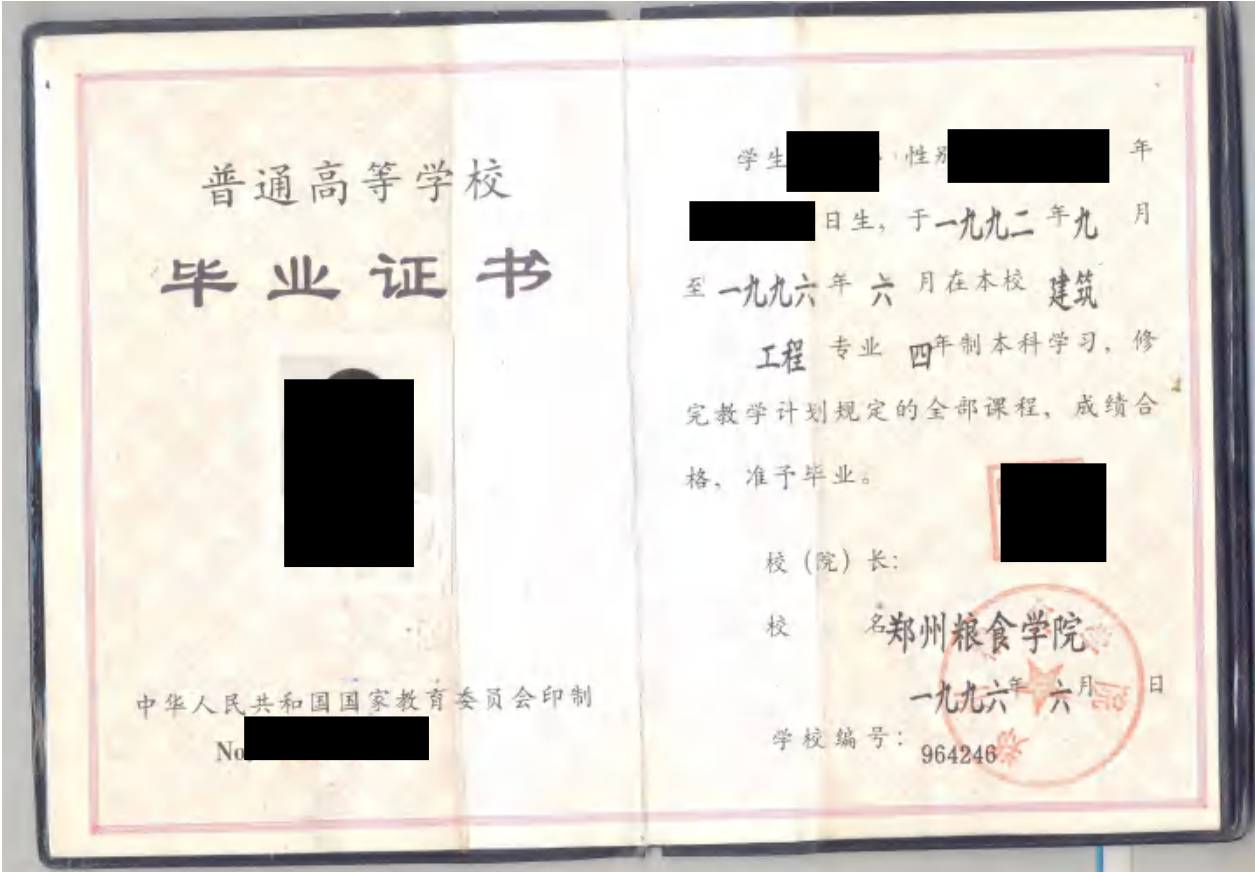 普通高等学校
毕业证书
中华人民共和国国家教育委员会印制
No
学生 性别 年
日生，于一九九二年九月
至一九九六年六月在本校建筑
工程专业四年制本科学习，修
完教学计划规定的全部课程，成绩合
格，准予毕业。
校（院）长：
校名郑州粮食学院
一九九六年六月 日
学校编号：964246